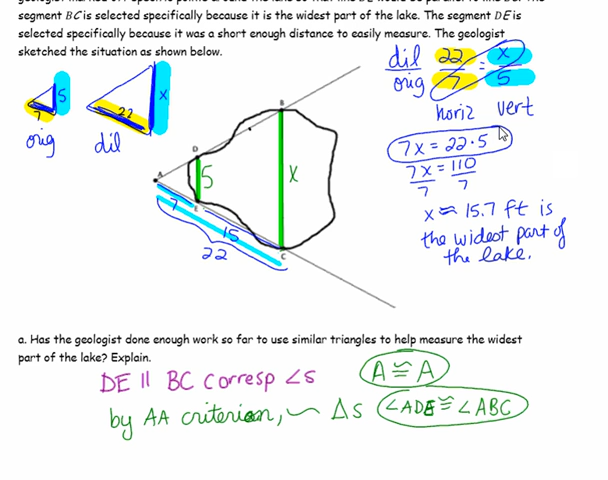 segment BC is selected specifically because it is the widest part of the lake. The segment DE is
selected specifically because it was a short enough distance to easily measure. The geologist
sketched the situation as shown below.
dil 22 = x
orig 7 5
horiz vert
7x = 22·5
7x = 110
7 7
x ≈ 15.7 ft is
the widest part of
the lake.
5
7
orig
x
22
dil
B
D
5
x
A
7
E
15
C
22
a. Has the geologist done enough work so far to use similar triangles to help measure the widest
part of the lake? Explain.
DE || BC corresp ∠s
A ≅ A
by AA criterion, ~ Δs
∠ADE ≅ ∠ABC